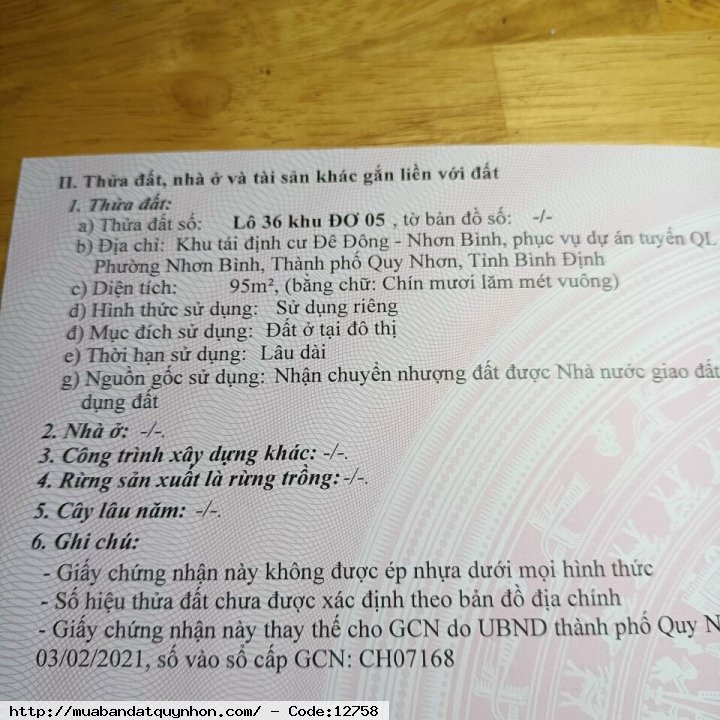 II. Thửa đất, nhà ở và tài sản khác gắn liền với đất
1. Thửa đất:
a) Thửa đất số: Lô 36 khu ĐƠ 05 , tờ bản đồ số: -/-
b) Địa chỉ: Khu tái định cư Đê Đông - Nhơn Bình, phục vụ dự án tuyến QL
Phường Nhơn Bình, Thành phố Quy Nhơn, Tỉnh Bình Định
c) Diện tích: 95m², (bằng chữ: Chín mươi lăm mét vuông)
d) Hình thức sử dụng: Sử dụng riêng
đ) Mục đích sử dụng: Đất ở tại đô thị
e) Thời hạn sử dụng: Lâu dài
g) Nguồn gốc sử dụng: Nhận chuyển nhượng đất được Nhà nước giao đất
dụng đất
2. Nhà ở: -/-.
3. Công trình xây dựng khác: -/-.
4. Rừng sản xuất là rừng trồng: -/-.
5. Cây lâu năm: -/-.
6. Ghi chú:
- Giấy chứng nhận này không được ép nhựa dưới mọi hình thức
- Số hiệu thửa đất chưa được xác định theo bản đồ địa chính
- Giấy chứng nhận này thay thế cho GCN do UBND thành phố Quy N
03/02/2021, số vào sổ cấp GCN: CH07168
http://muabandatquynhon.com/ - Code:12758